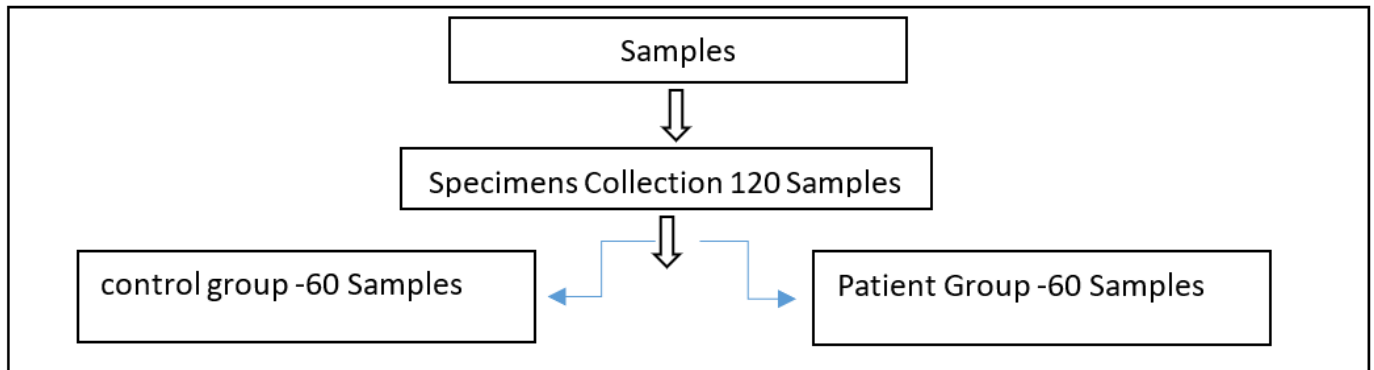 Samples
Specimens Collection 120 Samples
control group -60 Samples
Patient Group -60 Samples